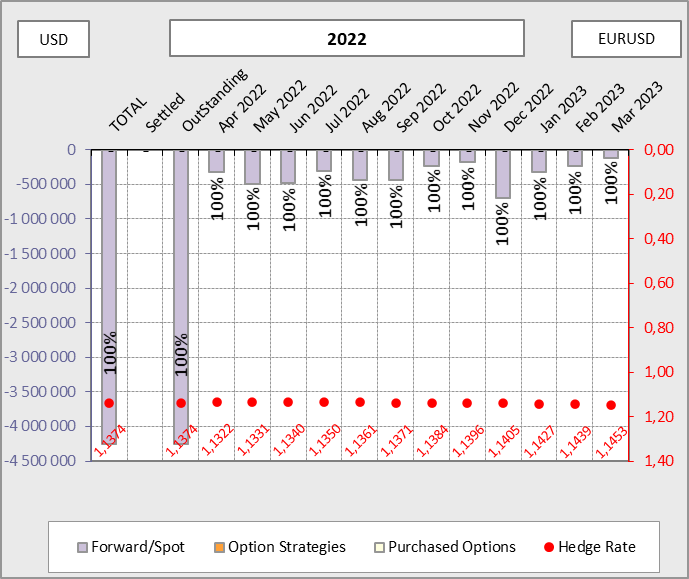 USD
2022
EURUSD
TOTAL
Settled
OutStanding
Apr 2022
May 2022
Jun 2022
Jul 2022
Aug 2022
Sep 2022
Oct 2022
Nov 2022
Dec 2022
Jan 2023
Feb 2023
Mar 2023
0
-500 000
-1 000 000
-1 500 000
-2 000 000
-2 500 000
-3 000 000
-3 500 000
-4 000 000
-4 500 000
100%
100%
100%
100%
100%
100%
100%
100%
100%
100%
100%
100%
100%
100%
1,1374
1,1374
1,1322
1,1331
1,1340
1,1350
1,1361
1,1371
1,1384
1,1396
1,1405
1,1427
1,1439
1,1453
0,00
0,20
0,40
0,60
0,80
1,00
1,20
1,40
Forward/Spot
Option Strategies
Purchased Options
Hedge Rate